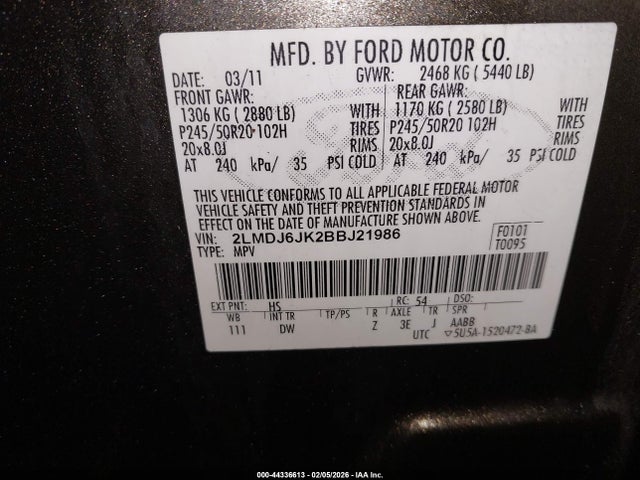 MFD. BY FORD MOTOR CO.
DATE: 03/11 GVWR: 2468 KG ( 5440 LB)
FRONT GAWR: REAR GAWR:
1306 KG ( 2880 LB) WITH 1170 KG ( 2580 LB) WITH
P245/50R20 102H TIRES P245/50R20 102H TIRES
20x8.0J RIMS 20x8.0J RIMS
AT 240 kPa/ 35 PSI COLD AT 240 kPa/ 35 PSI COLD
THIS VEHICLE CONFORMS TO ALL APPLICABLE FEDERAL MOTOR
VEHICLE SAFETY AND THEFT PREVENTION STANDARDS IN
EFFECT ON THE DATE OF MANUFACTURE SHOWN ABOVE.
VIN: 2LMDJ6JK2BBJ21986 F0101
TYPE: MPV T0095
EXT PNT: HS RC: 54 DSO:
WB INT TR TP/PS R AXLE TR SPR
111 DW Z 3E J AABB
UTC ▽5U5A-1520472-BA
Ford
000-44336613 - 02/05/2026 - IAA Inc.